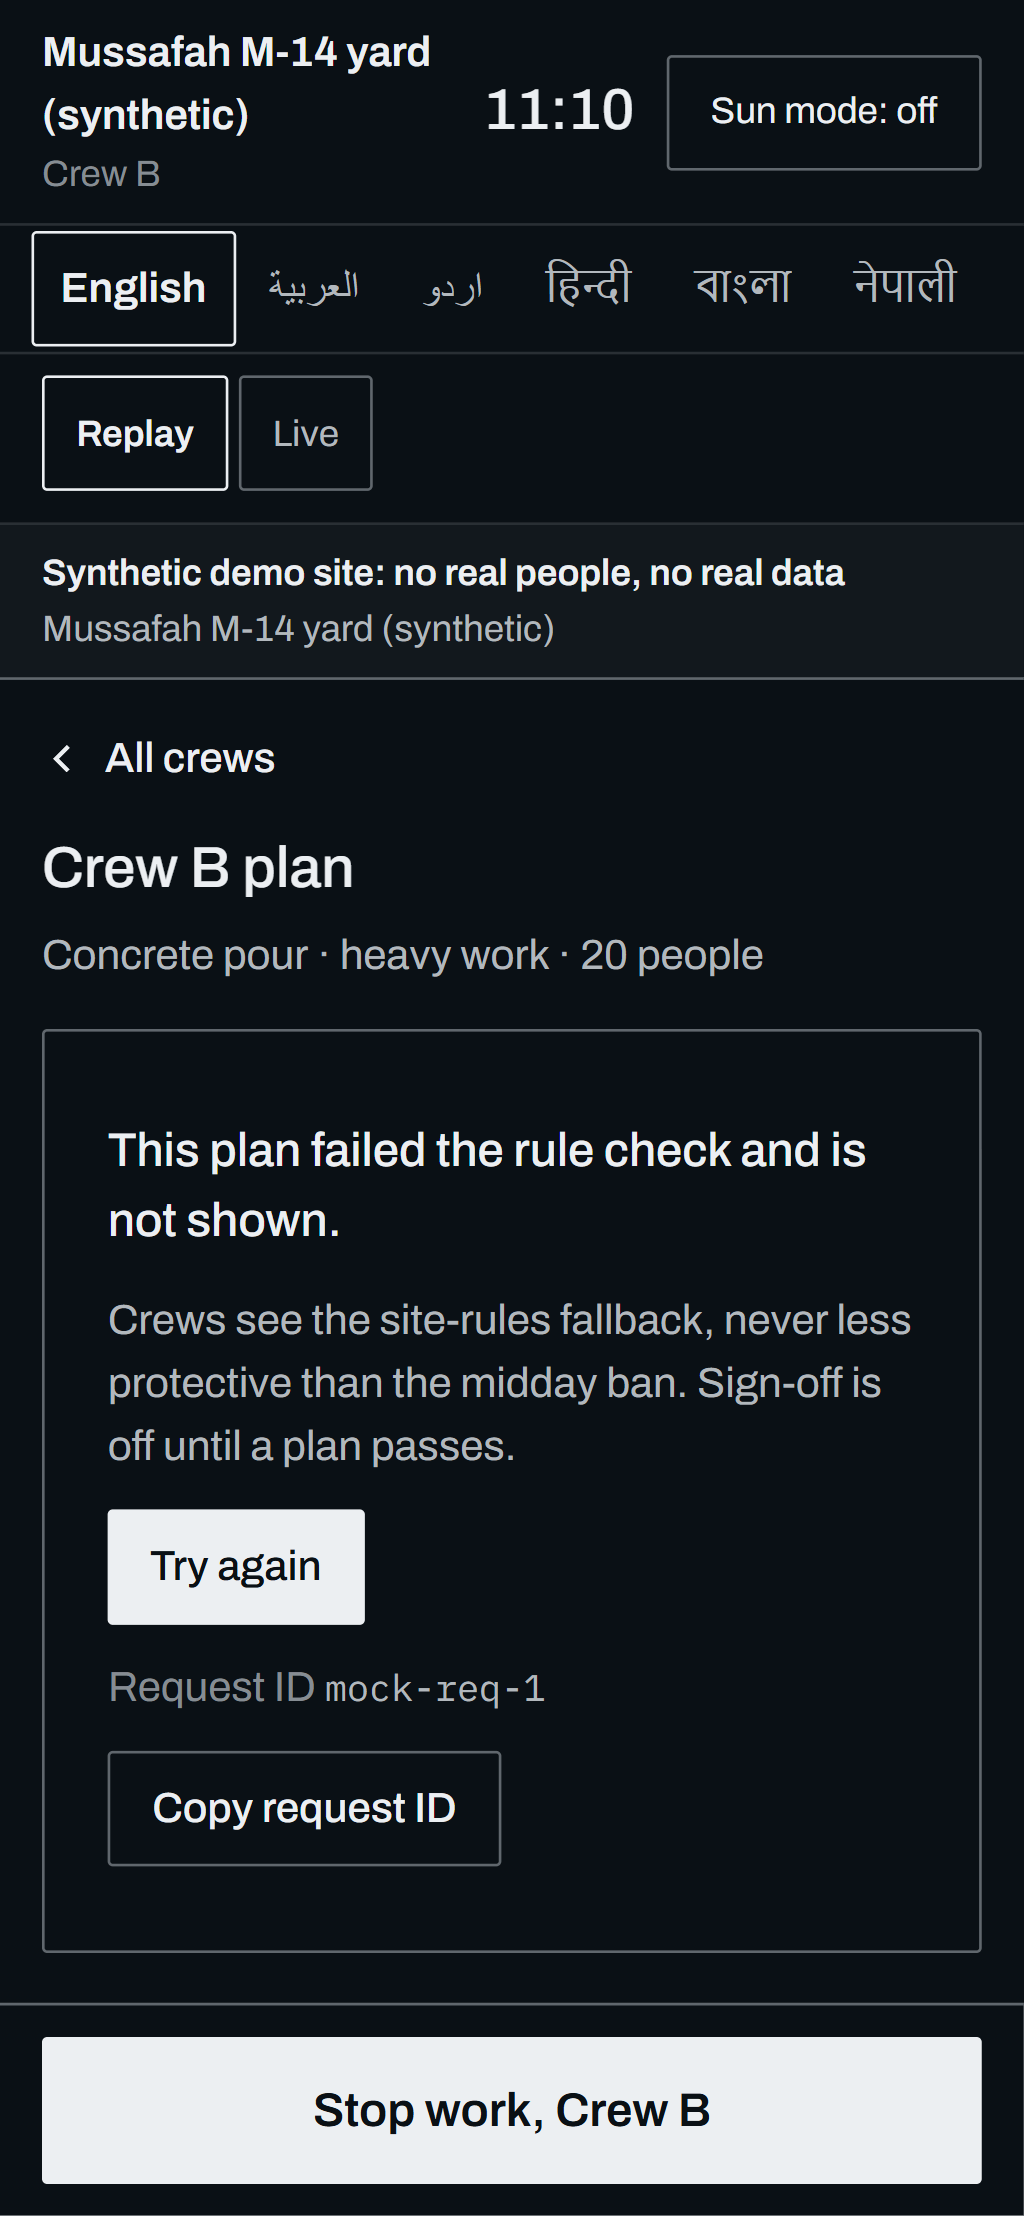 Mussafah M-14 yard
(synthetic)
Crew B
11:10
Sun mode: off
English العربية اردو हिन्दी বাংলা नेपाली
Replay Live
Synthetic demo site: no real people, no real data
Mussafah M-14 yard (synthetic)
All crews
Crew B plan
Concrete pour · heavy work · 20 people
This plan failed the rule check and is
not shown.
Crews see the site-rules fallback, never less
protective than the midday ban. Sign-off is
off until a plan passes.
Try again
Request ID mock-req-1
Copy request ID
Stop work, Crew B